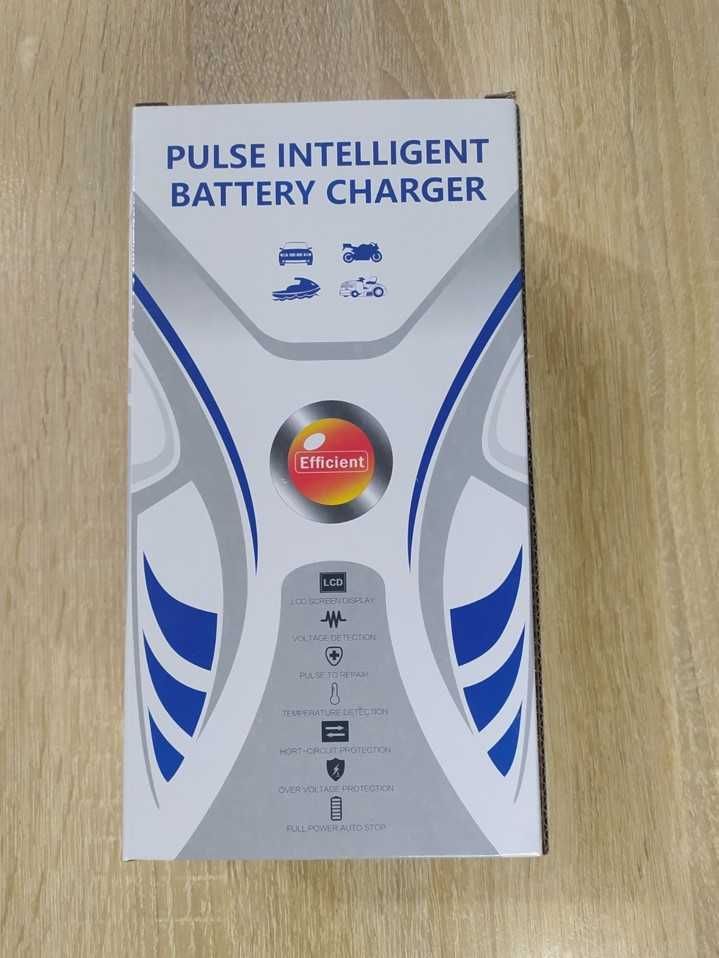 PULSE INTELLIGENT
BATTERY CHARGER
Efficient
LCD
LCD SCREEN DISPLAY
VOLTAGE DETECTION
PULSE TO REPAIR
TEMPERATURE DETECTION
HORT-CIRCUIT PROTECTION
OVER VOLTAGE PROTECTION
FULL POWER AUTO STOP